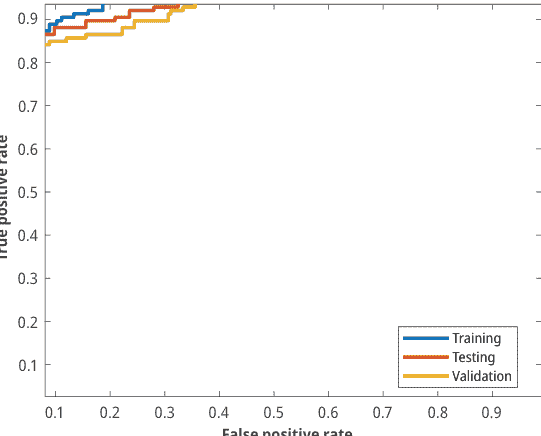 0.9
0.8
0.7
0.6
0.5
0.4
0.3
0.2
0.1
True positive rate
Training
Testing
Validation
0.1 0.2 0.3 0.4 0.5 0.6 0.7 0.8 0.9
False positive rate